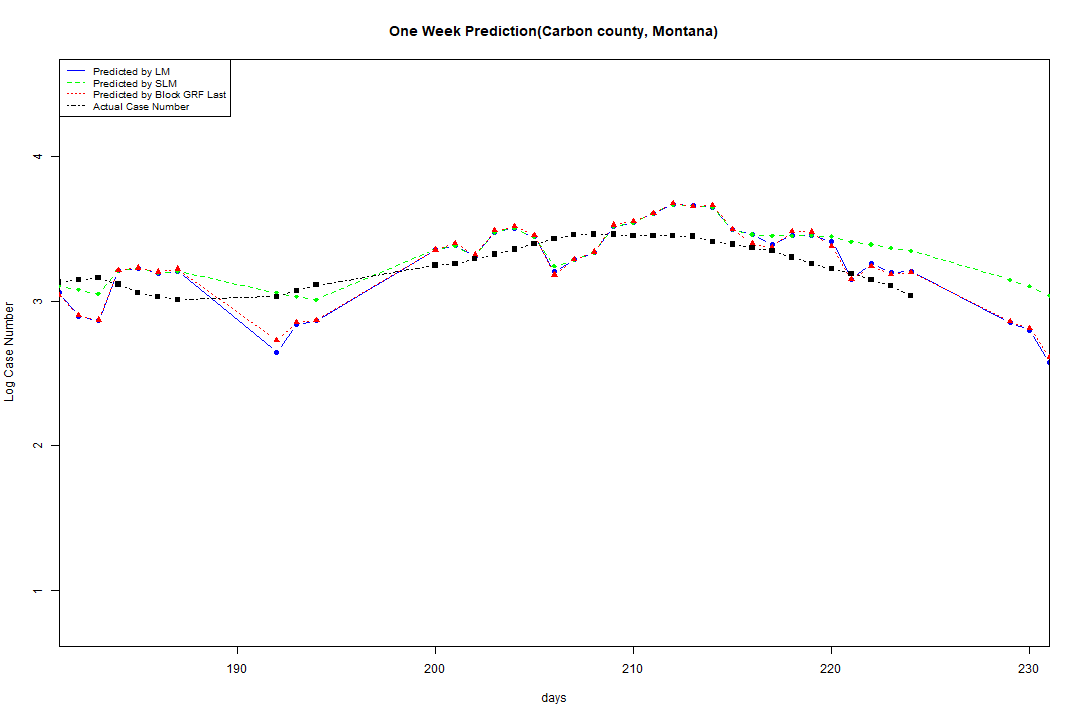 One Week Prediction(Carbon county, Montana)
Predicted by LM
Predicted by SLM
Predicted by Block GRF Last
Actual Case Number
Log Case Number
4
3
2
1
190 200 210 220 230
days